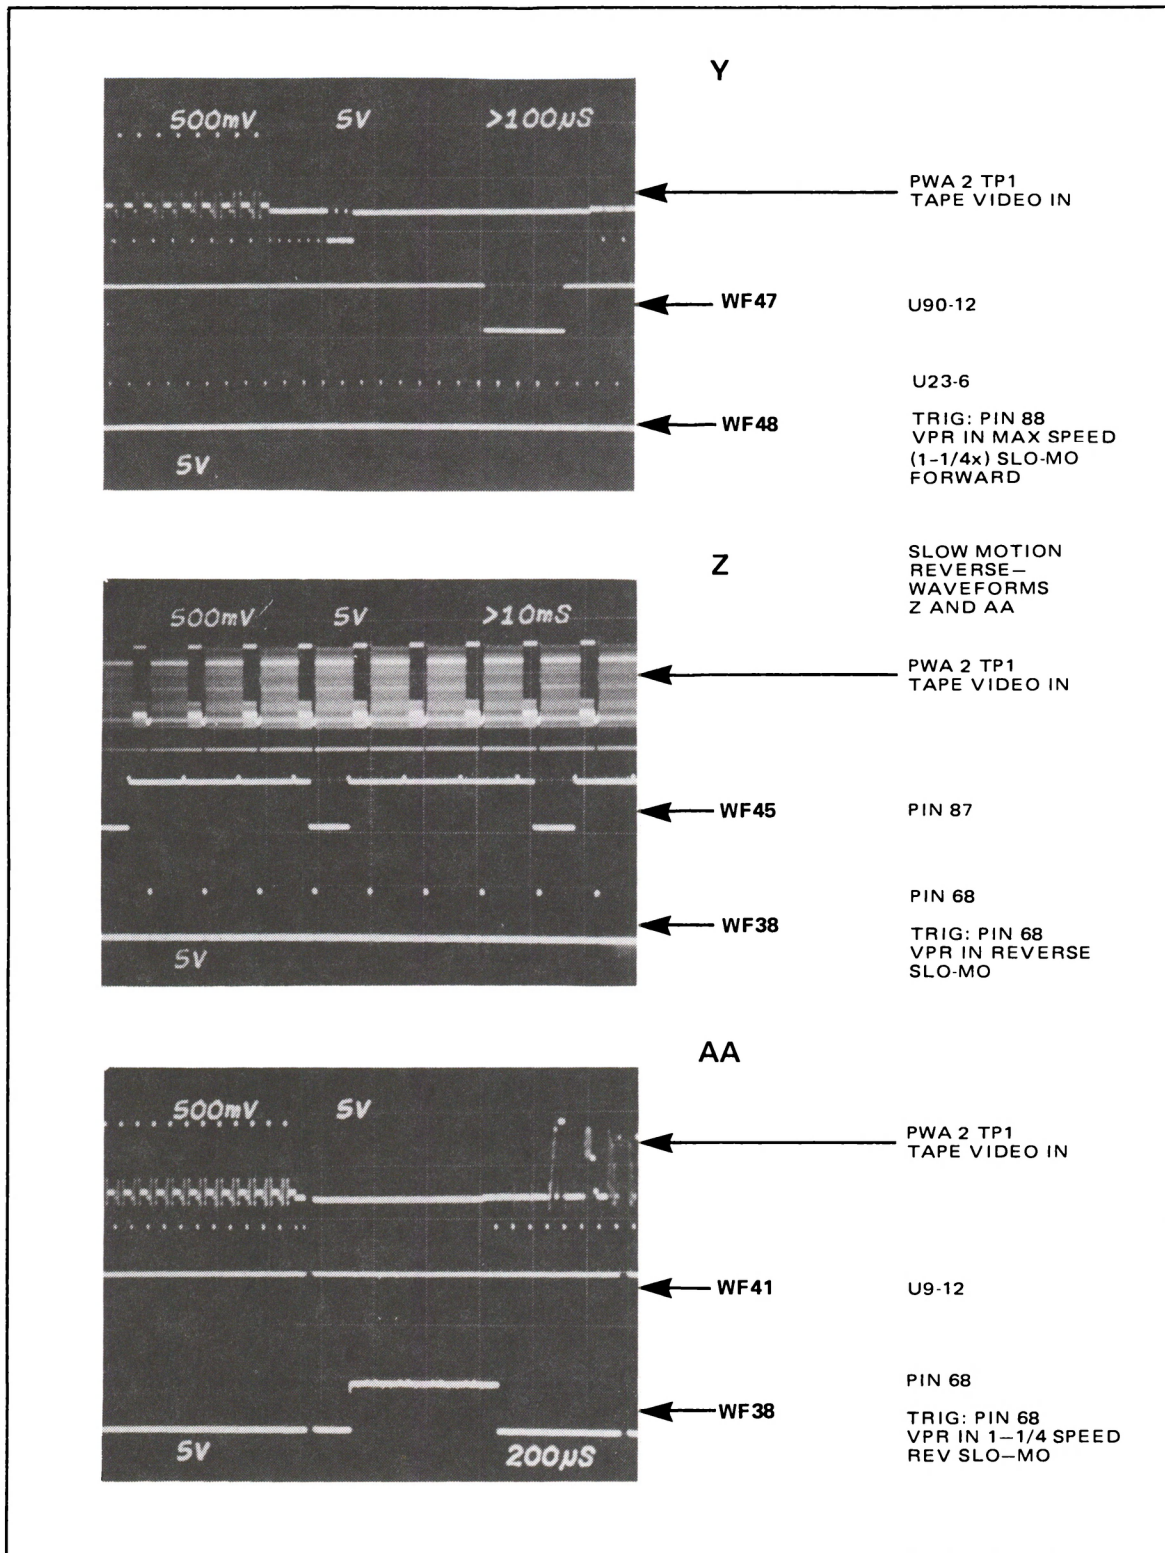 Y
500mV 5V >100µS
PWA 2 TP1
TAPE VIDEO IN
WF47 U90-12
U23-6
WF48 TRIG: PIN 88
VPR IN MAX SPEED
(1-1/4x) SLO-MO
FORWARD
5V
SLOW MOTION
REVERSE—
WAVEFORMS
Z AND AA
Z
500mV 5V >10mS
PWA 2 TP1
TAPE VIDEO IN
WF45 PIN 87
PIN 68
WF38 TRIG: PIN 68
VPR IN REVERSE
SLO-MO
5V
AA
500mV 5V
PWA 2 TP1
TAPE VIDEO IN
WF41 U9-12
PIN 68
WF38 TRIG: PIN 68
VPR IN 1—1/4 SPEED
REV SLO—MO
5V 200µS